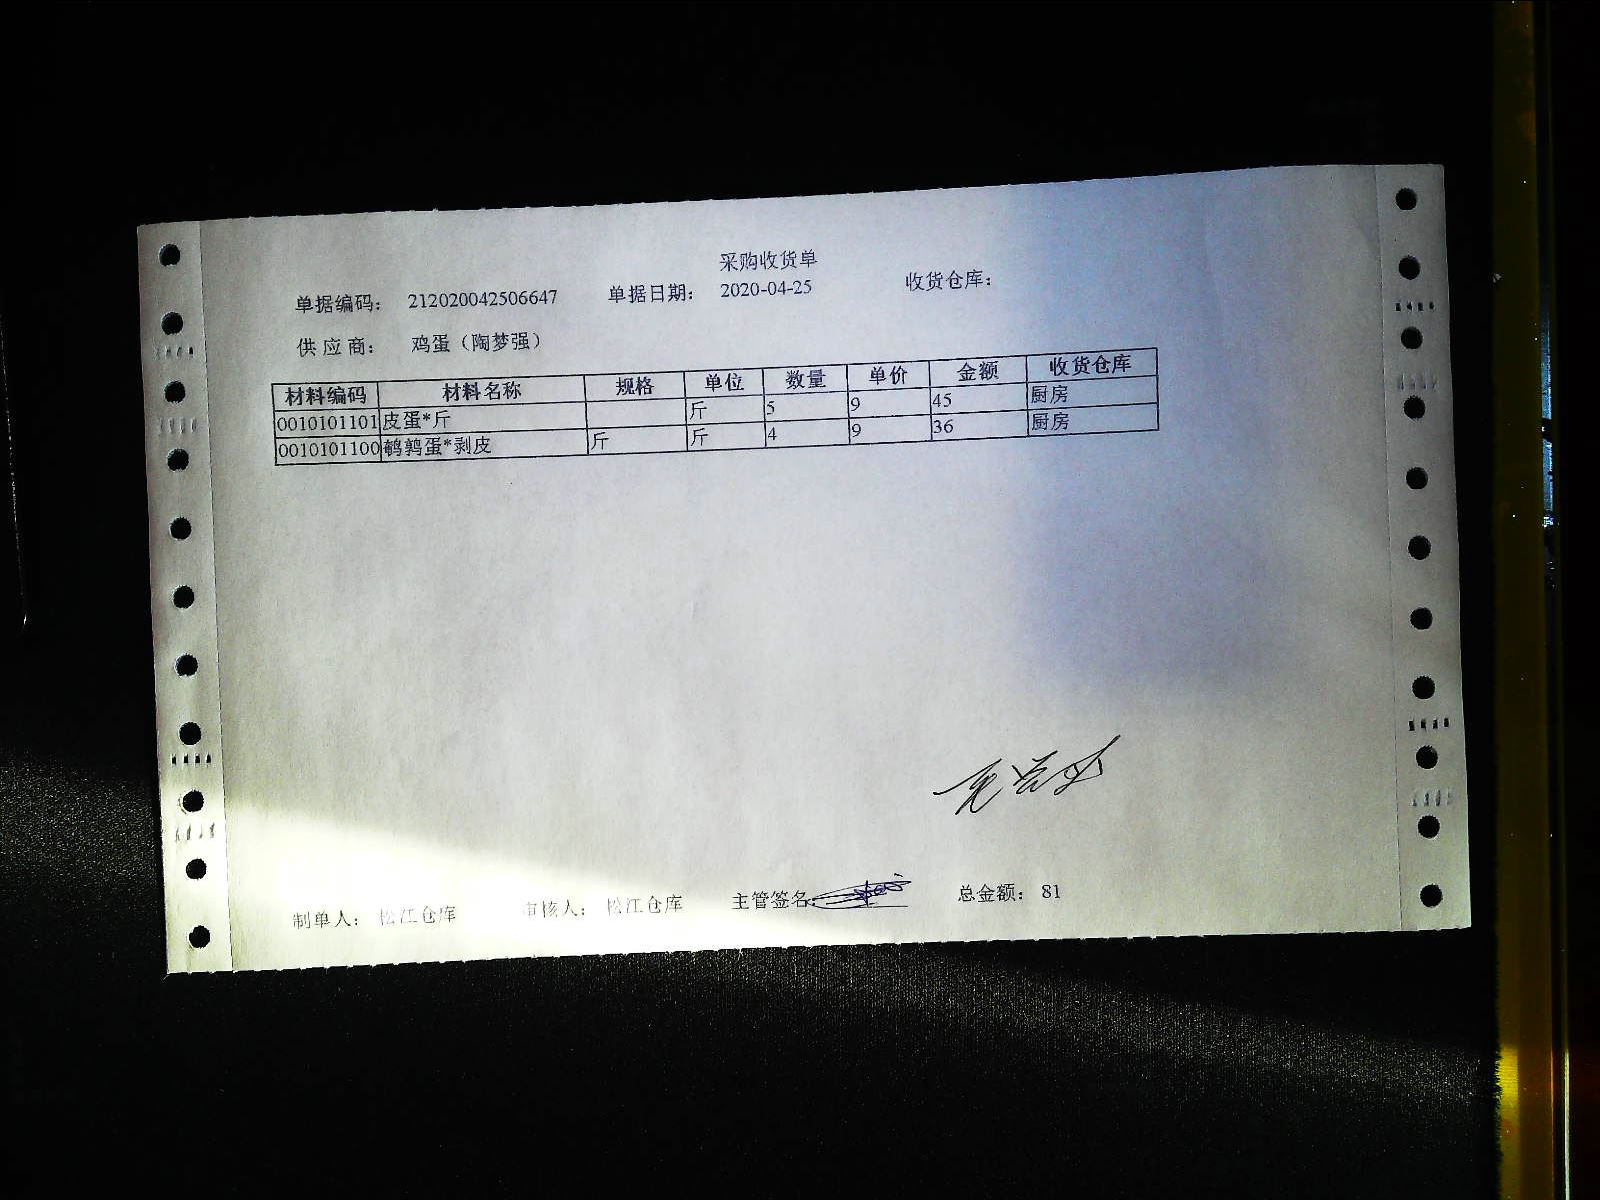 采购收货单
单据编码： 212020042506647 单据日期： 2020-04-25 收货仓库：
供 应 商： 鸡蛋（陶梦强）
材料编码 材料名称 规格 单位 数量 单价 金额 收货仓库
0010101101 皮蛋*斤 斤 5 9 45 厨房
0010101100 鹌鹑蛋*剥皮 斤 斤 4 9 36 厨房
制单人： 松江仓库 审核人： 松江仓库 主管签名： 总金额： 81